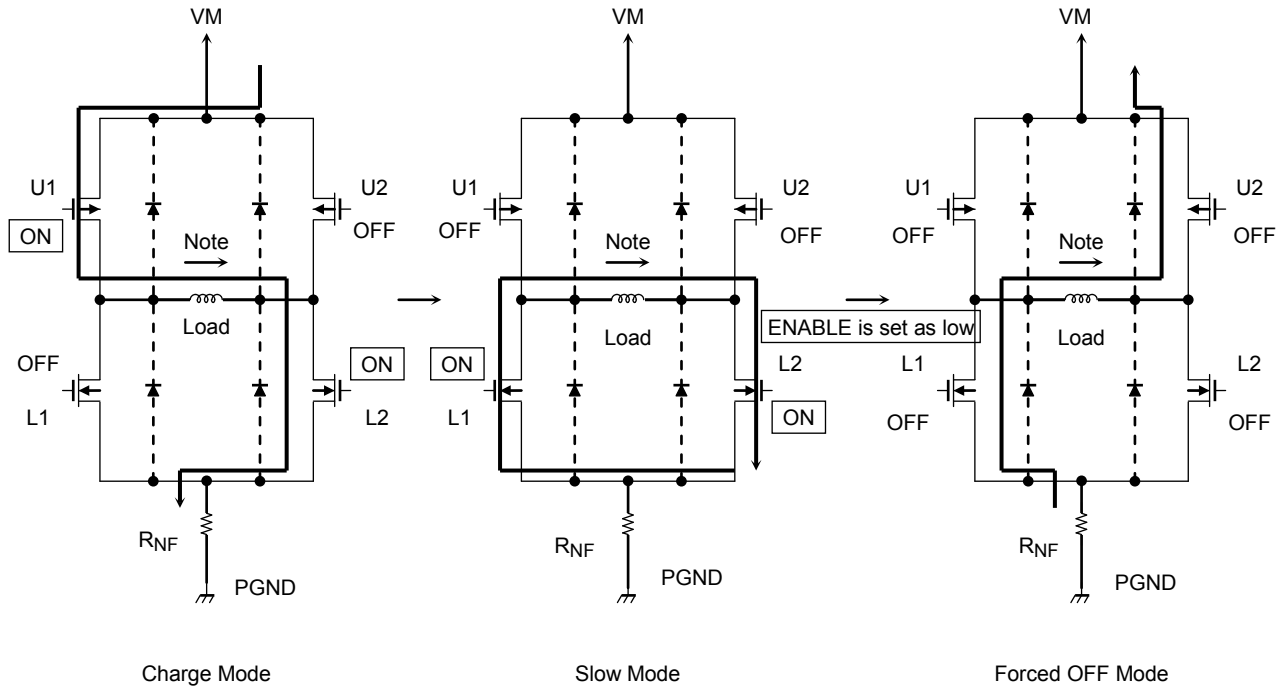 VM
U1
U2
ON
OFF
Note
Load
OFF
ON
L1
L2
RNF
PGND
Charge Mode
VM
U1
U2
OFF
OFF
Note
Load
ON
L2
L1
ON
RNF
PGND
Slow Mode
ENABLE is set as low
VM
U1
U2
OFF
OFF
Note
Load
L1
L2
OFF
OFF
RNF
PGND
Forced OFF Mode